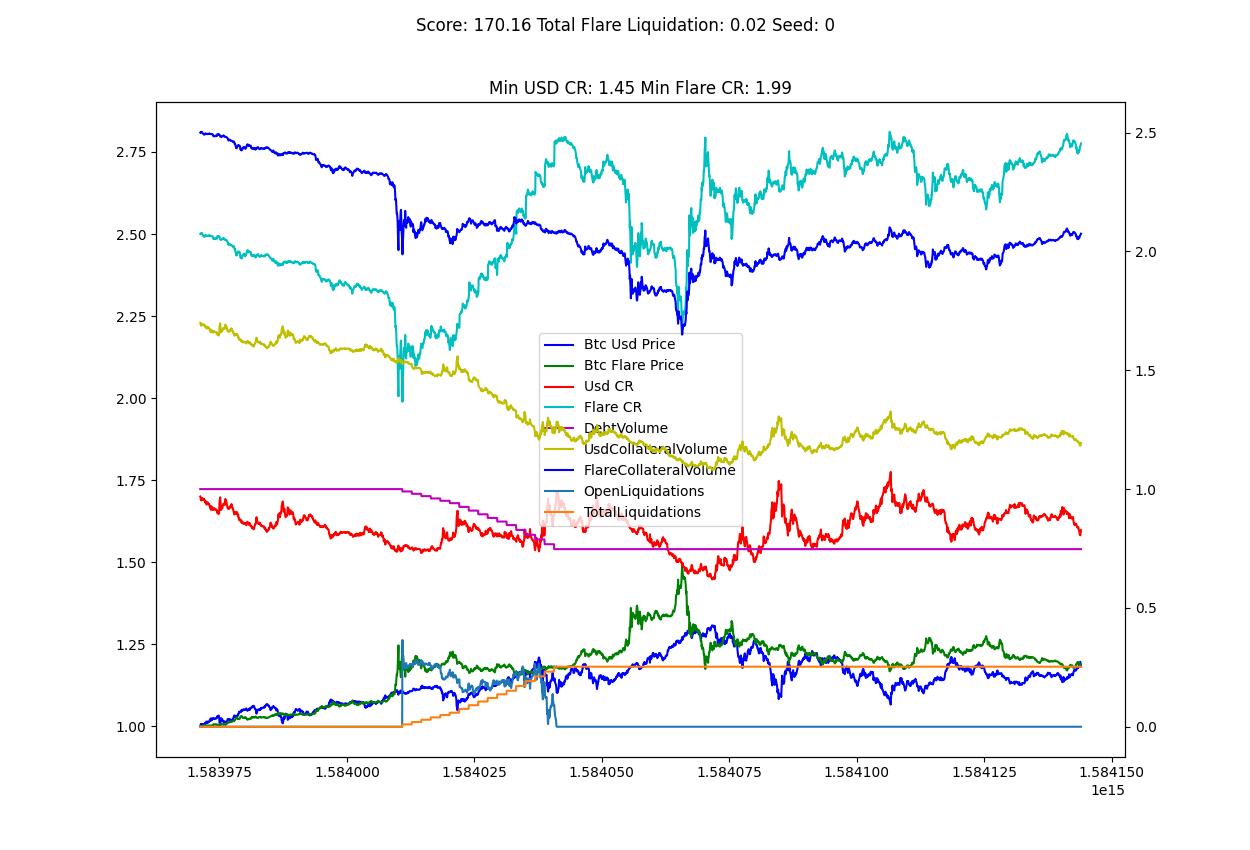 Score: 170.16 Total Flare Liquidation: 0.02 Seed: 0
Min USD CR: 1.45 Min Flare CR: 1.99
2.75
2.50
2.25
2.00
1.75
1.50
1.25
1.00
2.5
2.0
1.5
1.0
0.5
0.0
Btc Usd Price
Btc Flare Price
Usd CR
Flare CR
DebtVolume
UsdCollateralVolume
FlareCollateralVolume
OpenLiquidations
TotalLiquidations
1.583975 1.584000 1.584025 1.584050 1.584075 1.584100 1.584125 1.584150
1e15